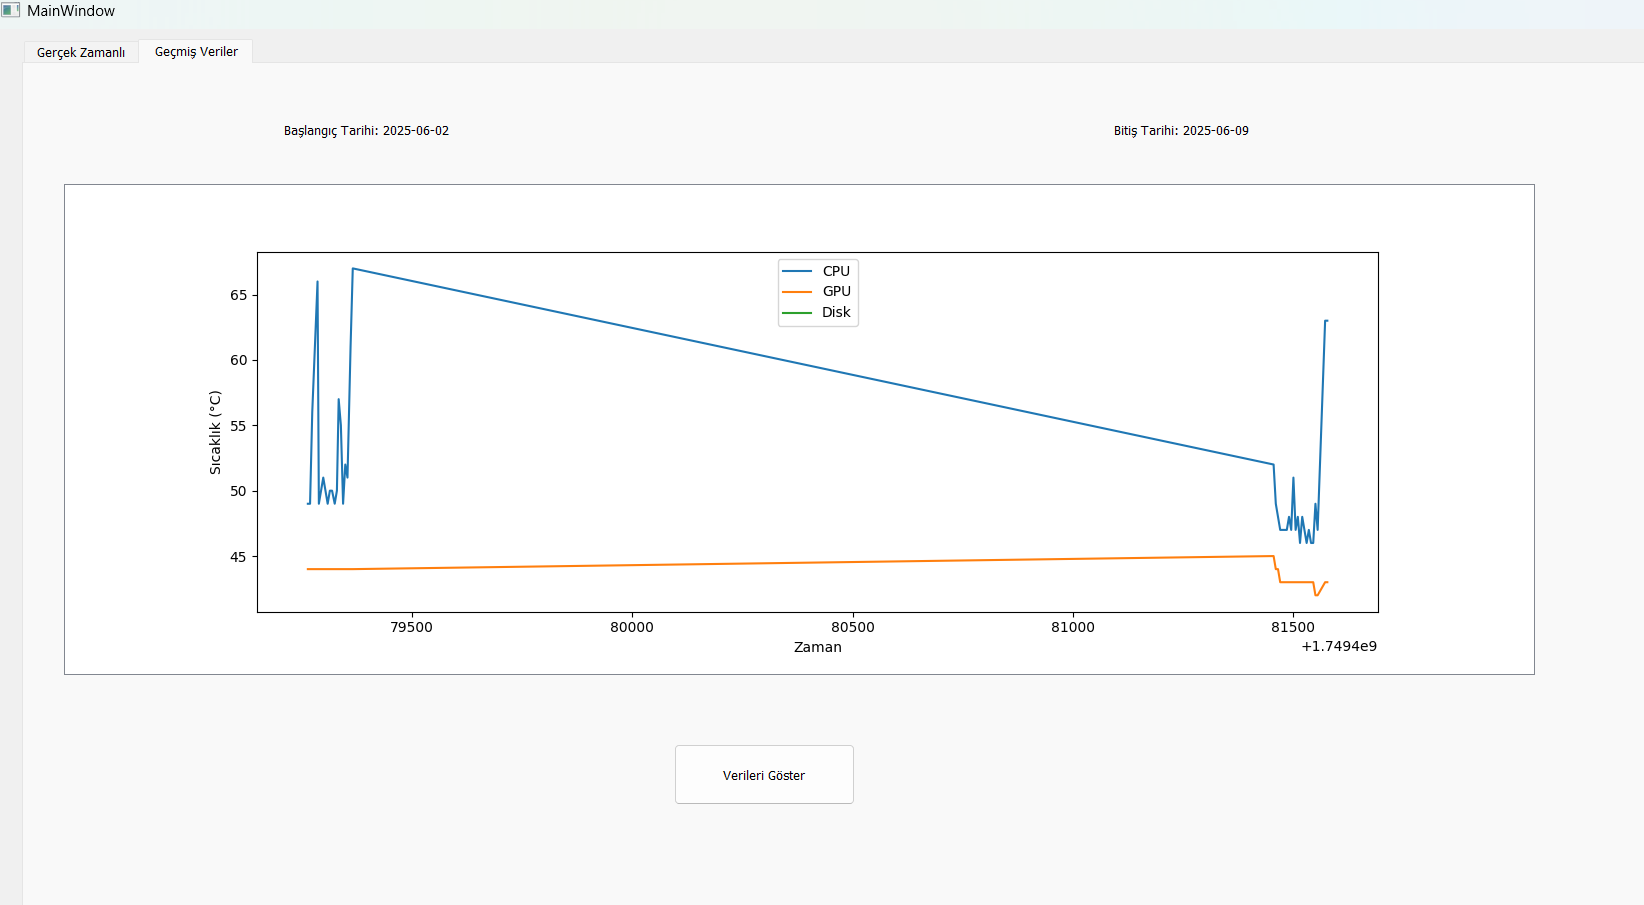 MainWindow
Gerçek Zamanlı
Geçmiş Veriler
Başlangıç Tarihi: 2025-06-02
Bitiş Tarihi: 2025-06-09
CPU
GPU
Disk
65
60
55
50
45
Sıcaklık (°C)
79500
80000
80500
81000
81500
Zaman
+1.7494e9
Verileri Göster